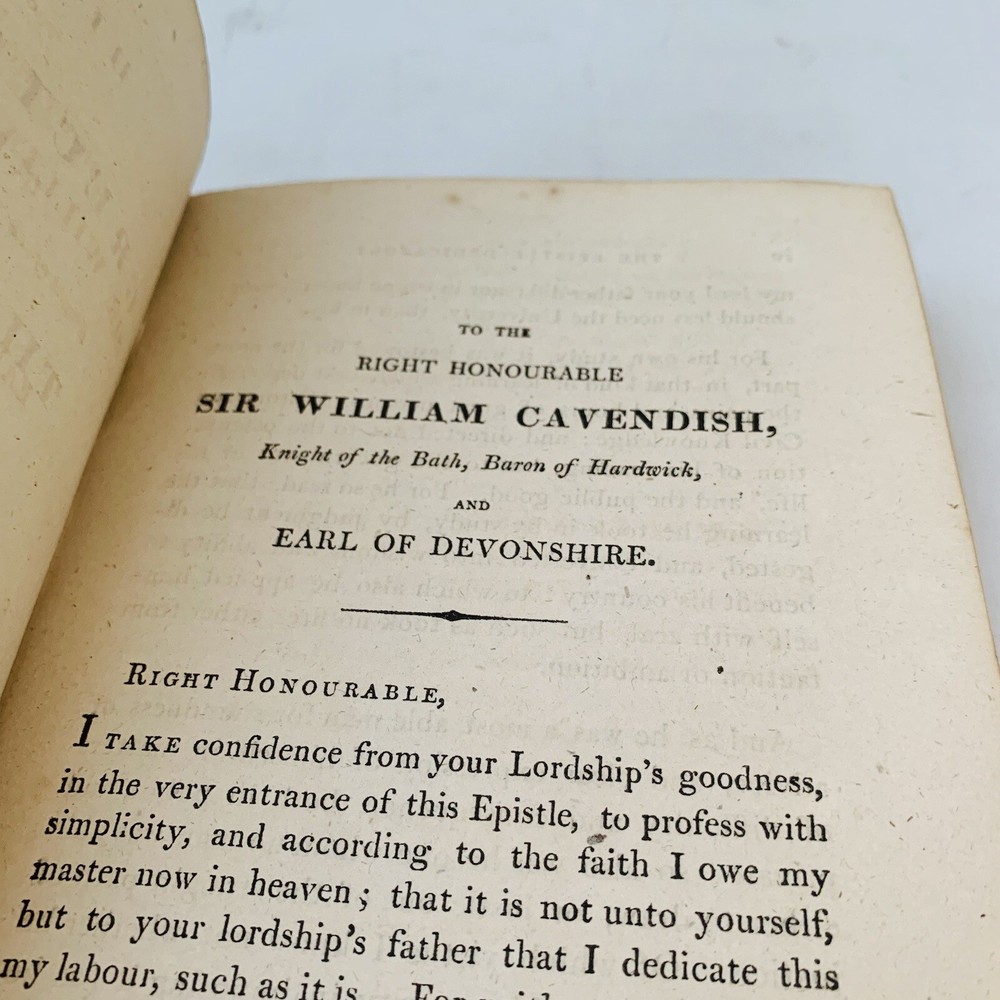 TO THE
RIGHT HONOURABLE
SIR WILLIAM CAVENDISH,
Knight of the Bath, Baron of Hardwick,
AND
EARL OF DEVONSHIRE.
RIGHT HONOURABLE,
I TAKE confidence from your Lordship's goodness,
in the very entrance of this Epistle, to profess with
simplicity, and according to the faith I owe my
master now in heaven; that it is not unto yourself,
but to your lordship's father that I dedicate this
my labour, such as it is. For